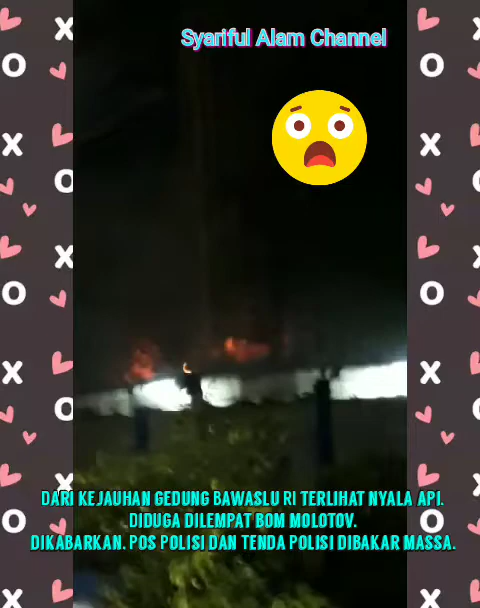 Syariful Alam Channel
DARI KEJAUHAN GEDUNG BAWASLU RI TERLIHAT NYALA API.
DIDUGA DILEMPAT BOM MOLOTOV.
DIKABARKAN. POS POLISI DAN TENDA POLISI DIBAKAR MASSA.